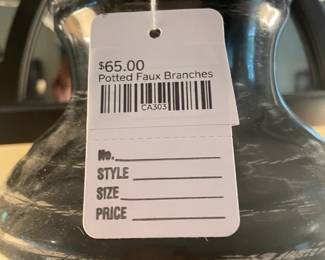 $65.00
Potted Faux Branches
CA303
No.
STYLE
SIZE
PRICE